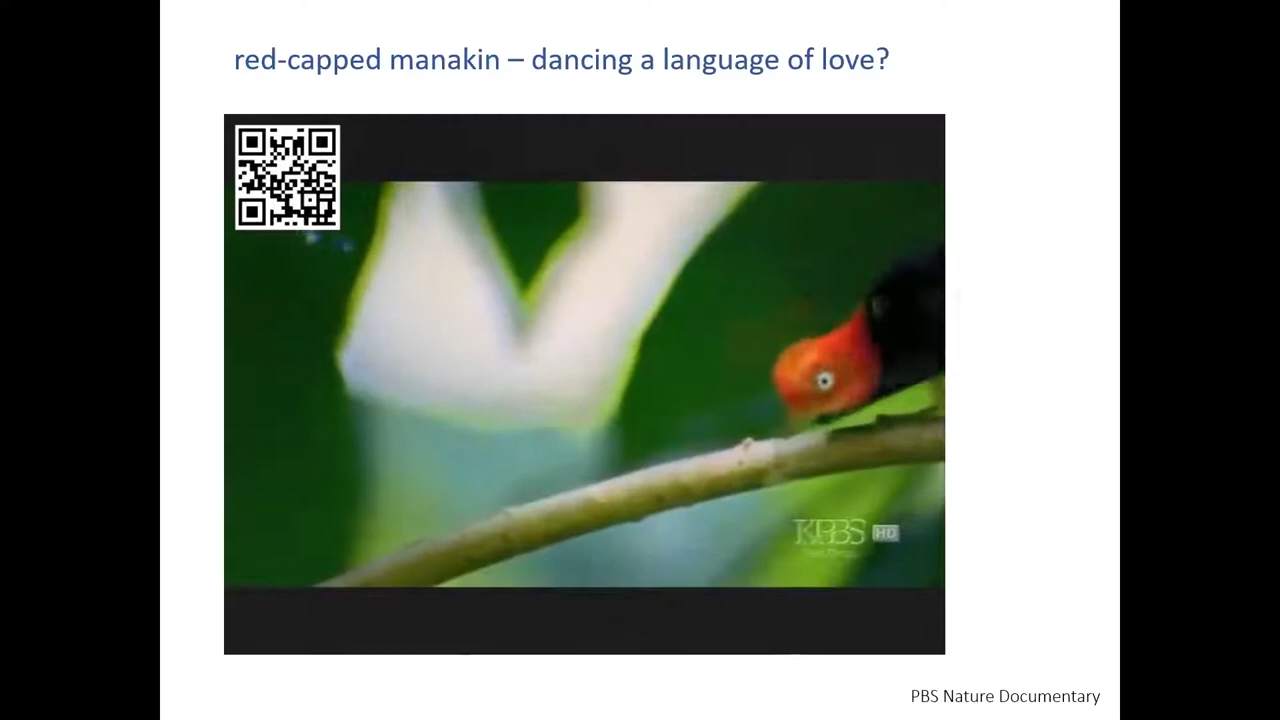 red-capped manakin – dancing a language of love?
KPBS HD
PBS Nature Documentary